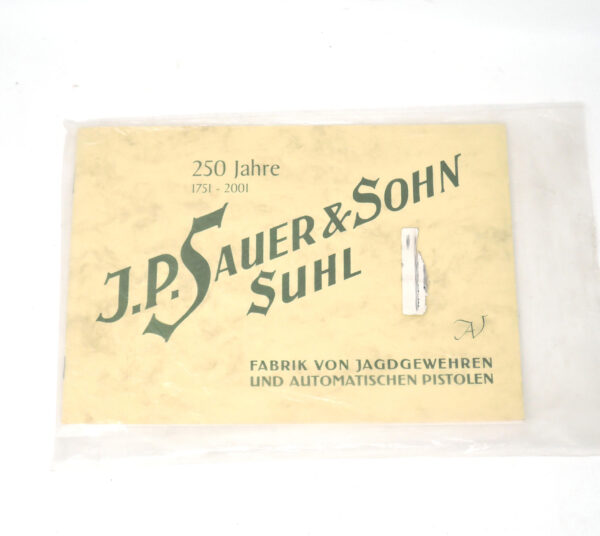 250 Jahre
1751 - 2001
J.P. SAUER & SOHN
SUHL
FABRIK VON JAGDGEWEHREN
UND AUTOMATISCHEN PISTOLEN